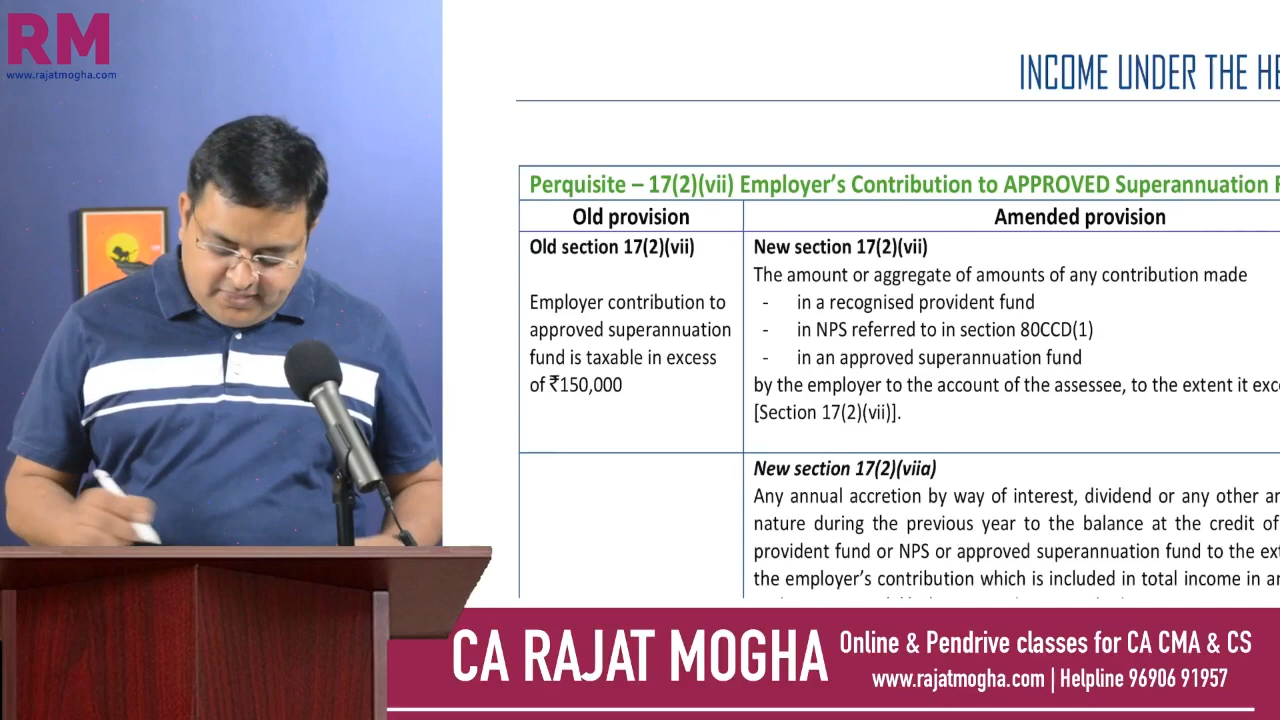 RM
www.rajatmogha.com
INCOME UNDER THE HE
Perquisite – 17(2)(vii) Employer's Contribution to APPROVED Superannuation F
Old provision
Amended provision
Old section 17(2)(vii)
Employer contribution to
approved superannuation
fund is taxable in excess
of ₹150,000
New section 17(2)(vii)
The amount or aggregate of amounts of any contribution made
- in a recognised provident fund
- in NPS referred to in section 80CCD(1)
- in an approved superannuation fund
by the employer to the account of the assessee, to the extent it exce
[Section 17(2)(vii)].
New section 17(2)(viia)
Any annual accretion by way of interest, dividend or any other am
nature during the previous year to the balance at the credit of
provident fund or NPS or approved superannuation fund to the ext
the employer's contribution which is included in total income in an
CA RAJAT MOGHA
Online & Pendrive classes for CA CMA & CS
www.rajatmogha.com | Helpline 96906 91957